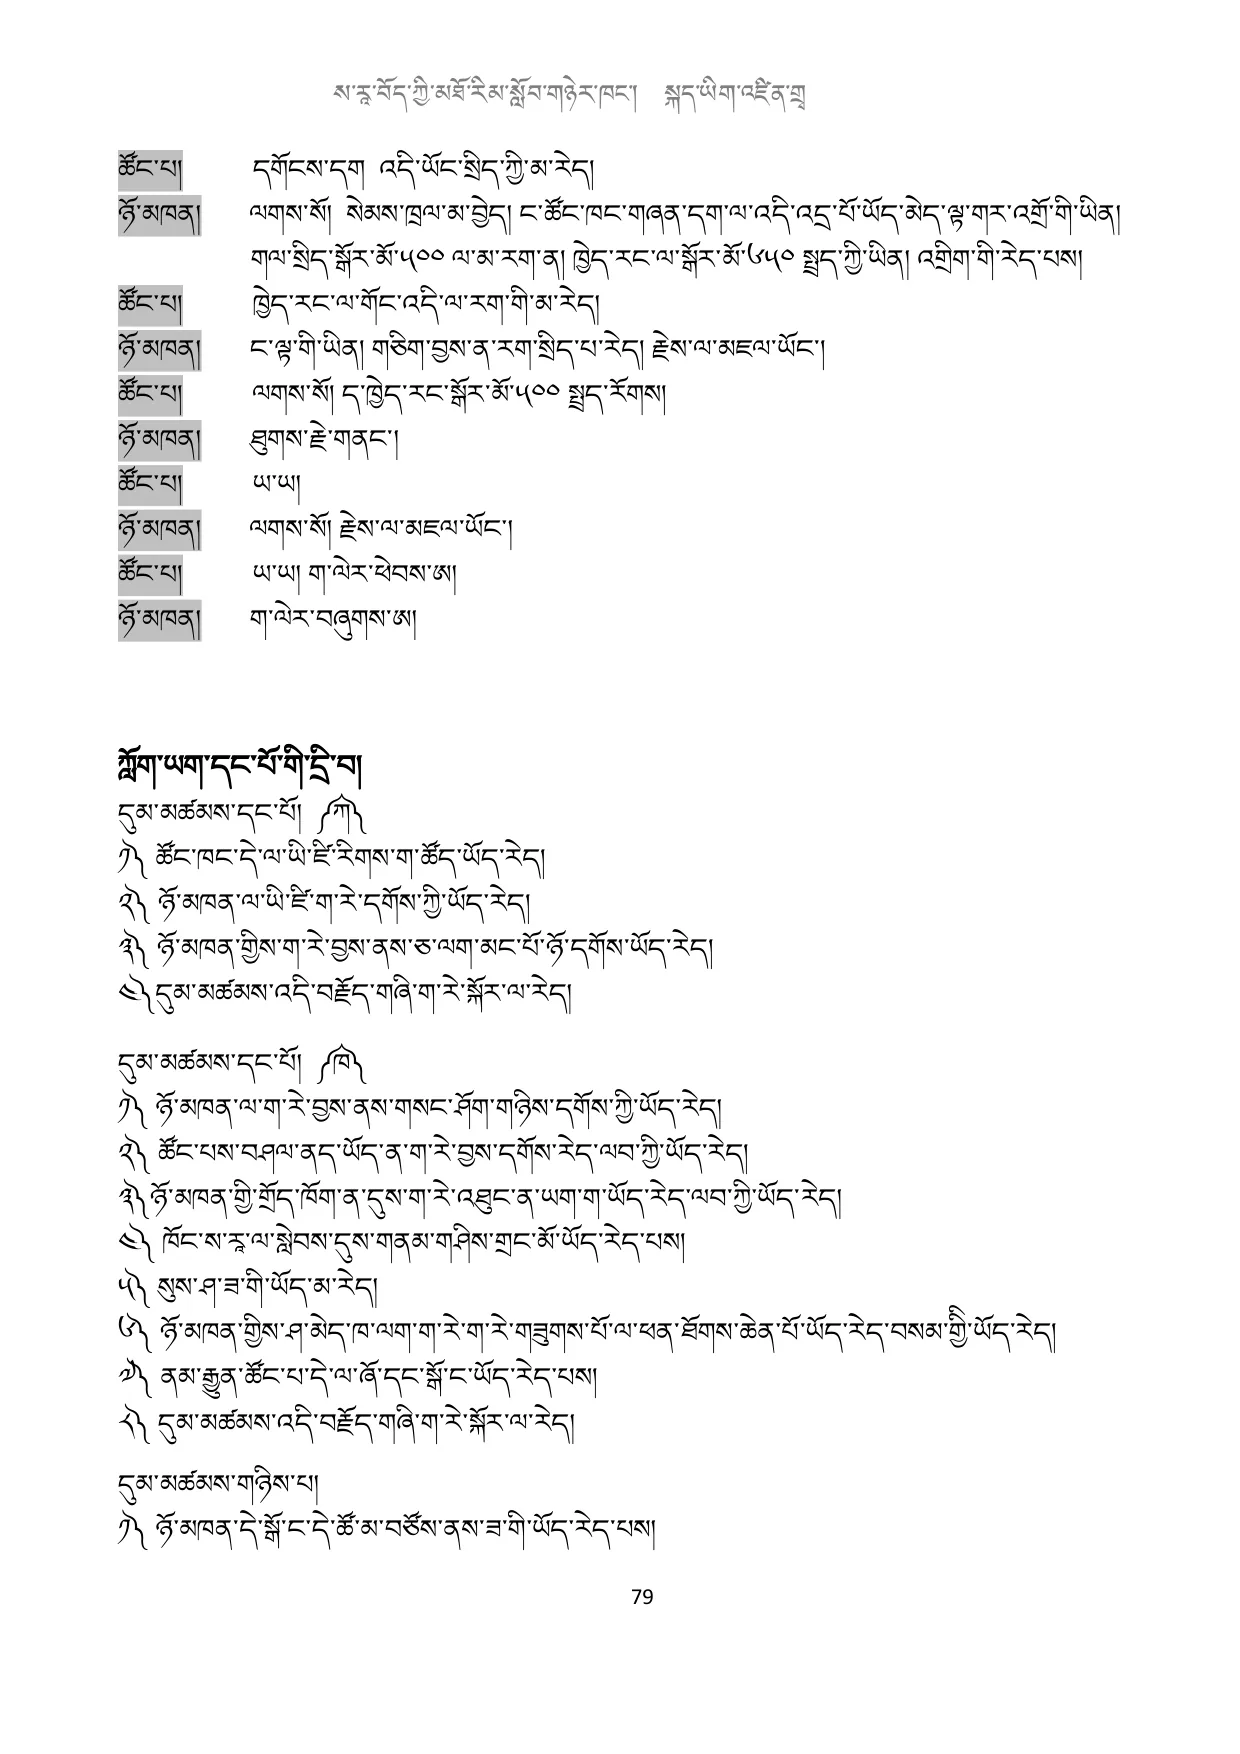 ས་རཱ་བོད་ཀྱི་མཐོ་རིམ་སློབ་གཉེར་ཁང་། སྐད་ཡིག་འཛིན་གྲྭ
ཚོང་པ། དགོངས་དག འདི་ཡོང་སྲིད་ཀྱི་མ་རེད།
ཉོ་མཁན། ལགས་སོ། སེམས་ཁྲལ་མ་བྱེད། ང་ཚོང་ཁང་གཞན་དག་ལ་འདི་འདྲ་པོ་ཡོད་མེད་ལྟ་གར་འགྲོ་གི་ཡིན།
གལ་སྲིད་སྒོར་མོ་༥༠༠ ལ་མ་རག་ན། ཁྱེད་རང་ལ་སྒོར་མོ་༦༥༠ སྤྲད་ཀྱི་ཡིན། འགྲིག་གི་རེད་པས།
ཚོང་པ། ཁྱེད་རང་ལ་གོང་འདི་ལ་རག་གི་མ་རེད།
ཉོ་མཁན། ང་ལྟ་གི་ཡིན། གཅིག་བྱས་ན་རག་སྲིད་པ་རེད། རྗེས་ལ་མཇལ་ཡོང་།
ཚོང་པ། ལགས་སོ། ད་ཁྱེད་རང་སྒོར་མོ་༥༠༠ སྤྲད་རོགས།
ཉོ་མཁན། ཐུགས་རྗེ་གནང་།
ཚོང་པ། ཡ་ཡ།
ཉོ་མཁན། ལགས་སོ། རྗེས་ལ་མཇལ་ཡོང་།
ཚོང་པ། ཡ་ཡ། ག་ལེར་ཕེབས་ཨ།
ཉོ་མཁན། ག་ལེར་བཞུགས་ཨ།
ཀློག་ཡག་དང་པོ་གི་དྲི་བ།
དུམ་མཚམས་དང་པོ། ༼ཀ༽
༡༽ ཚོང་ཁང་དེ་ལ་ཡི་ཛི་རིགས་ག་ཚོད་ཡོད་རེད།
༢༽ ཉོ་མཁན་ལ་ཡི་ཛི་ག་རེ་དགོས་ཀྱི་ཡོད་རེད།
༣༽ ཉོ་མཁན་གྱིས་ག་རེ་བྱས་ནས་ཅ་ལག་མང་པོ་ཉོ་དགོས་ཡོད་རེད།
༤༽དུམ་མཚམས་འདི་བརྗོད་གཞི་ག་རེ་སྐོར་ལ་རེད།
དུམ་མཚམས་དང་པོ། ༼ཁ༽
༡༽ ཉོ་མཁན་ལ་ག་རེ་བྱས་ནས་གསང་ཤོག་གཉིས་དགོས་ཀྱི་ཡོད་རེད།
༢༽ ཚོང་པས་བཤལ་ནད་ཡོད་ན་ག་རེ་བྱས་དགོས་རེད་ལབ་ཀྱི་ཡོད་རེད།
༣༽ཉོ་མཁན་གྱི་གྲོད་ཁོག་ན་དུས་ག་རེ་འཐུང་ན་ཡག་ག་ཡོད་རེད་ལབ་ཀྱི་ཡོད་རེད།
༤༽ ཁོང་ས་རཱ་ལ་སླེབས་དུས་གནམ་གཤིས་གྲང་མོ་ཡོད་རེད་པས།
༥༽ སུས་ཤ་ཟ་གི་ཡོད་མ་རེད།
༦༽ ཉོ་མཁན་གྱིས་ཤ་མེད་ཁ་ལག་ག་རེ་ག་རེ་གཟུགས་པོ་ལ་ཕན་ཐོགས་ཆེན་པོ་ཡོད་རེད་བསམ་གྱི་ཡོད་རེད།
༧༽ ནམ་རྒྱུན་ཚོང་པ་དེ་ལ་ཞོ་དང་སྒོ་ང་ཡོད་རེད་པས།
༨༽ དུམ་མཚམས་འདི་བརྗོད་གཞི་ག་རེ་སྐོར་ལ་རེད།
དུམ་མཚམས་གཉིས་པ།
༡༽ ཉོ་མཁན་དེ་སྒོ་ང་དེ་ཚོ་མ་བཙོས་ནས་ཟ་གི་ཡོད་རེད་པས།
79